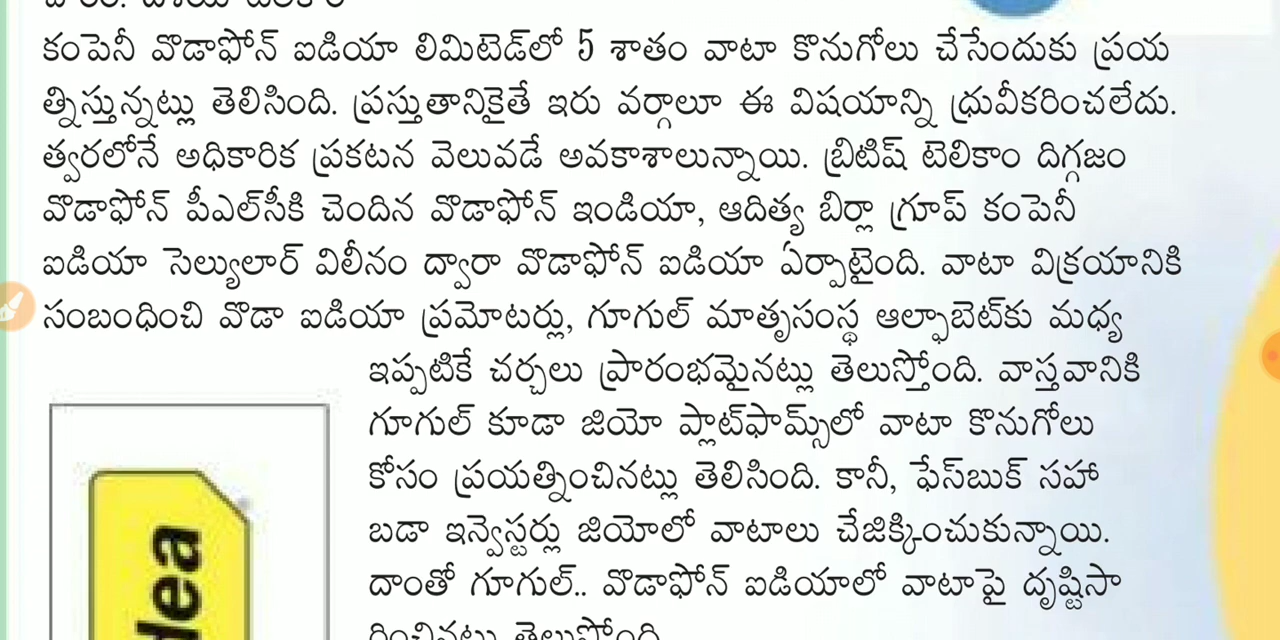 కంపెనీ వొడాఫోన్ ఐడియా లిమిటెడ్‌లో 5 శాతం వాటా కొనుగోలు చేసేందుకు ప్రయ
త్నిస్తున్నట్లు తెలిసింది. ప్రస్తుతానికైతే ఇరు వర్గాలూ ఈ విషయాన్ని ధ్రువీకరించలేదు.
త్వరలోనే అధికారిక ప్రకటన వెలువడే అవకాశాలున్నాయి. బ్రిటిష్ టెలికాం దిగ్గజం
వొడాఫోన్ పీఎల్‌సీకి చెందిన వొడాఫోన్ ఇండియా, ఆదిత్య బిర్లా గ్రూప్ కంపెనీ
ఐడియా సెల్యులార్ విలీనం ద్వారా వొడాఫోన్ ఐడియా ఏర్పాటైంది. వాటా విక్రయానికి
సంబంధించి వొడా ఐడియా ప్రమోటర్లు, గూగుల్ మాతృసంస్థ ఆల్ఫాబెట్‌కు మధ్య
ఇప్పటికే చర్చలు ప్రారంభమైనట్లు తెలుస్తోంది. వాస్తవానికి
గూగుల్ కూడా జియో ప్లాట్‌ఫామ్స్‌లో వాటా కొనుగోలు
కోసం ప్రయత్నించినట్లు తెలిసింది. కానీ, ఫేస్‌బుక్ సహా
బడా ఇన్వెస్టర్లు జియోలో వాటాలు చేజిక్కించుకున్నాయి.
దాంతో గూగుల్.. వొడాఫోన్ ఐడియాలో వాటాపై దృష్టిసా
రించినట్లు తెలుస్తోంది.
dea